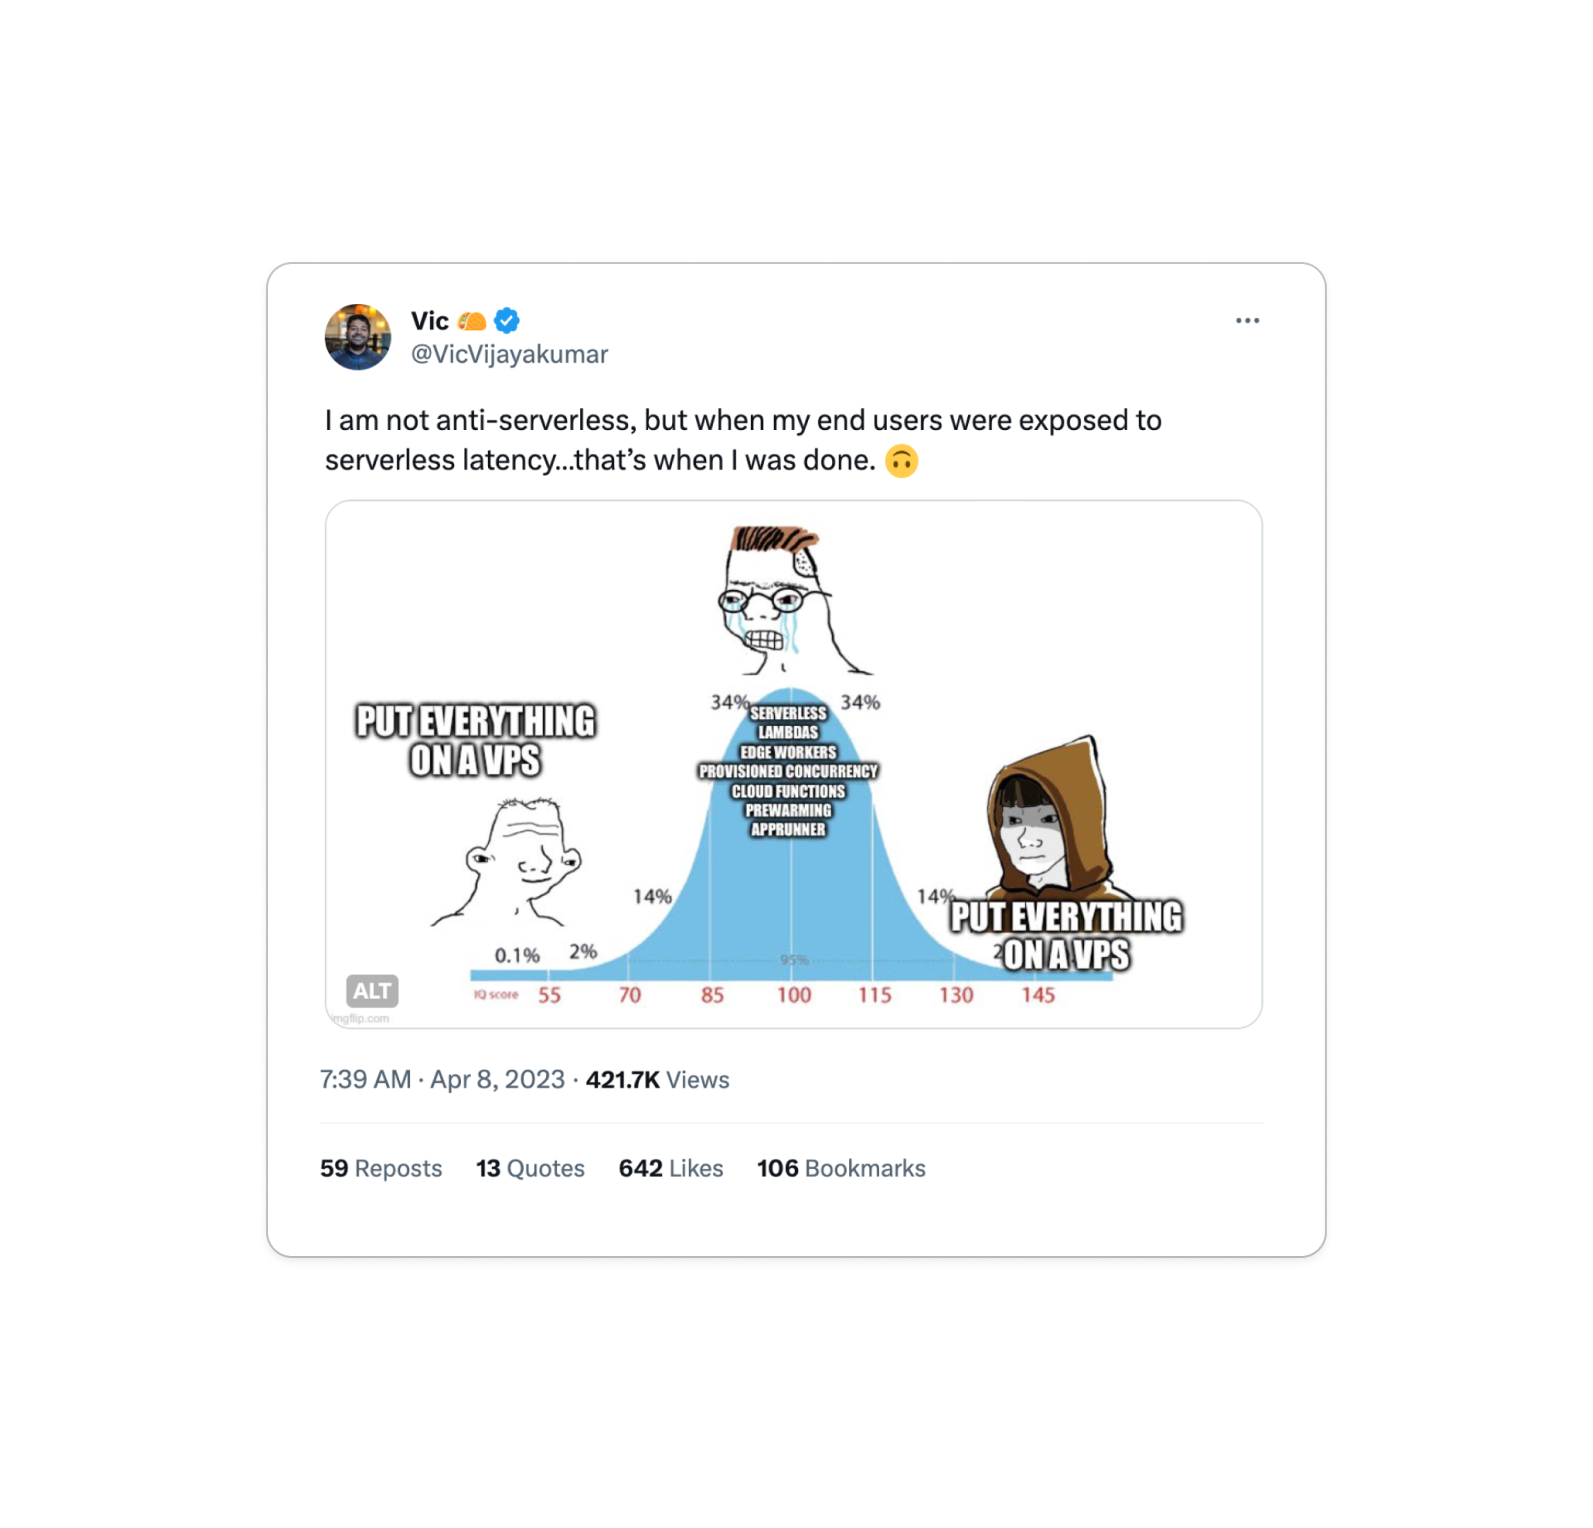 Vic 🌮
@VicVijayakumar
I am not anti-serverless, but when my end users were exposed to
serverless latency...that's when I was done. 🙃
PUT EVERYTHING
ON A VPS
34% 34%
SERVERLESS
LAMBDAS
EDGE WORKERS
PROVISIONED CONCURRENCY
CLOUD FUNCTIONS
PREWARMING
APPRUNNER
14% 14%
PUT EVERYTHING
ON A VPS
0.1% 2% 95% 2
IQ score 55 70 85 100 115 130 145
ALT
imgflip.com
7:39 AM · Apr 8, 2023 · 421.7K Views
59 Reposts 13 Quotes 642 Likes 106 Bookmarks